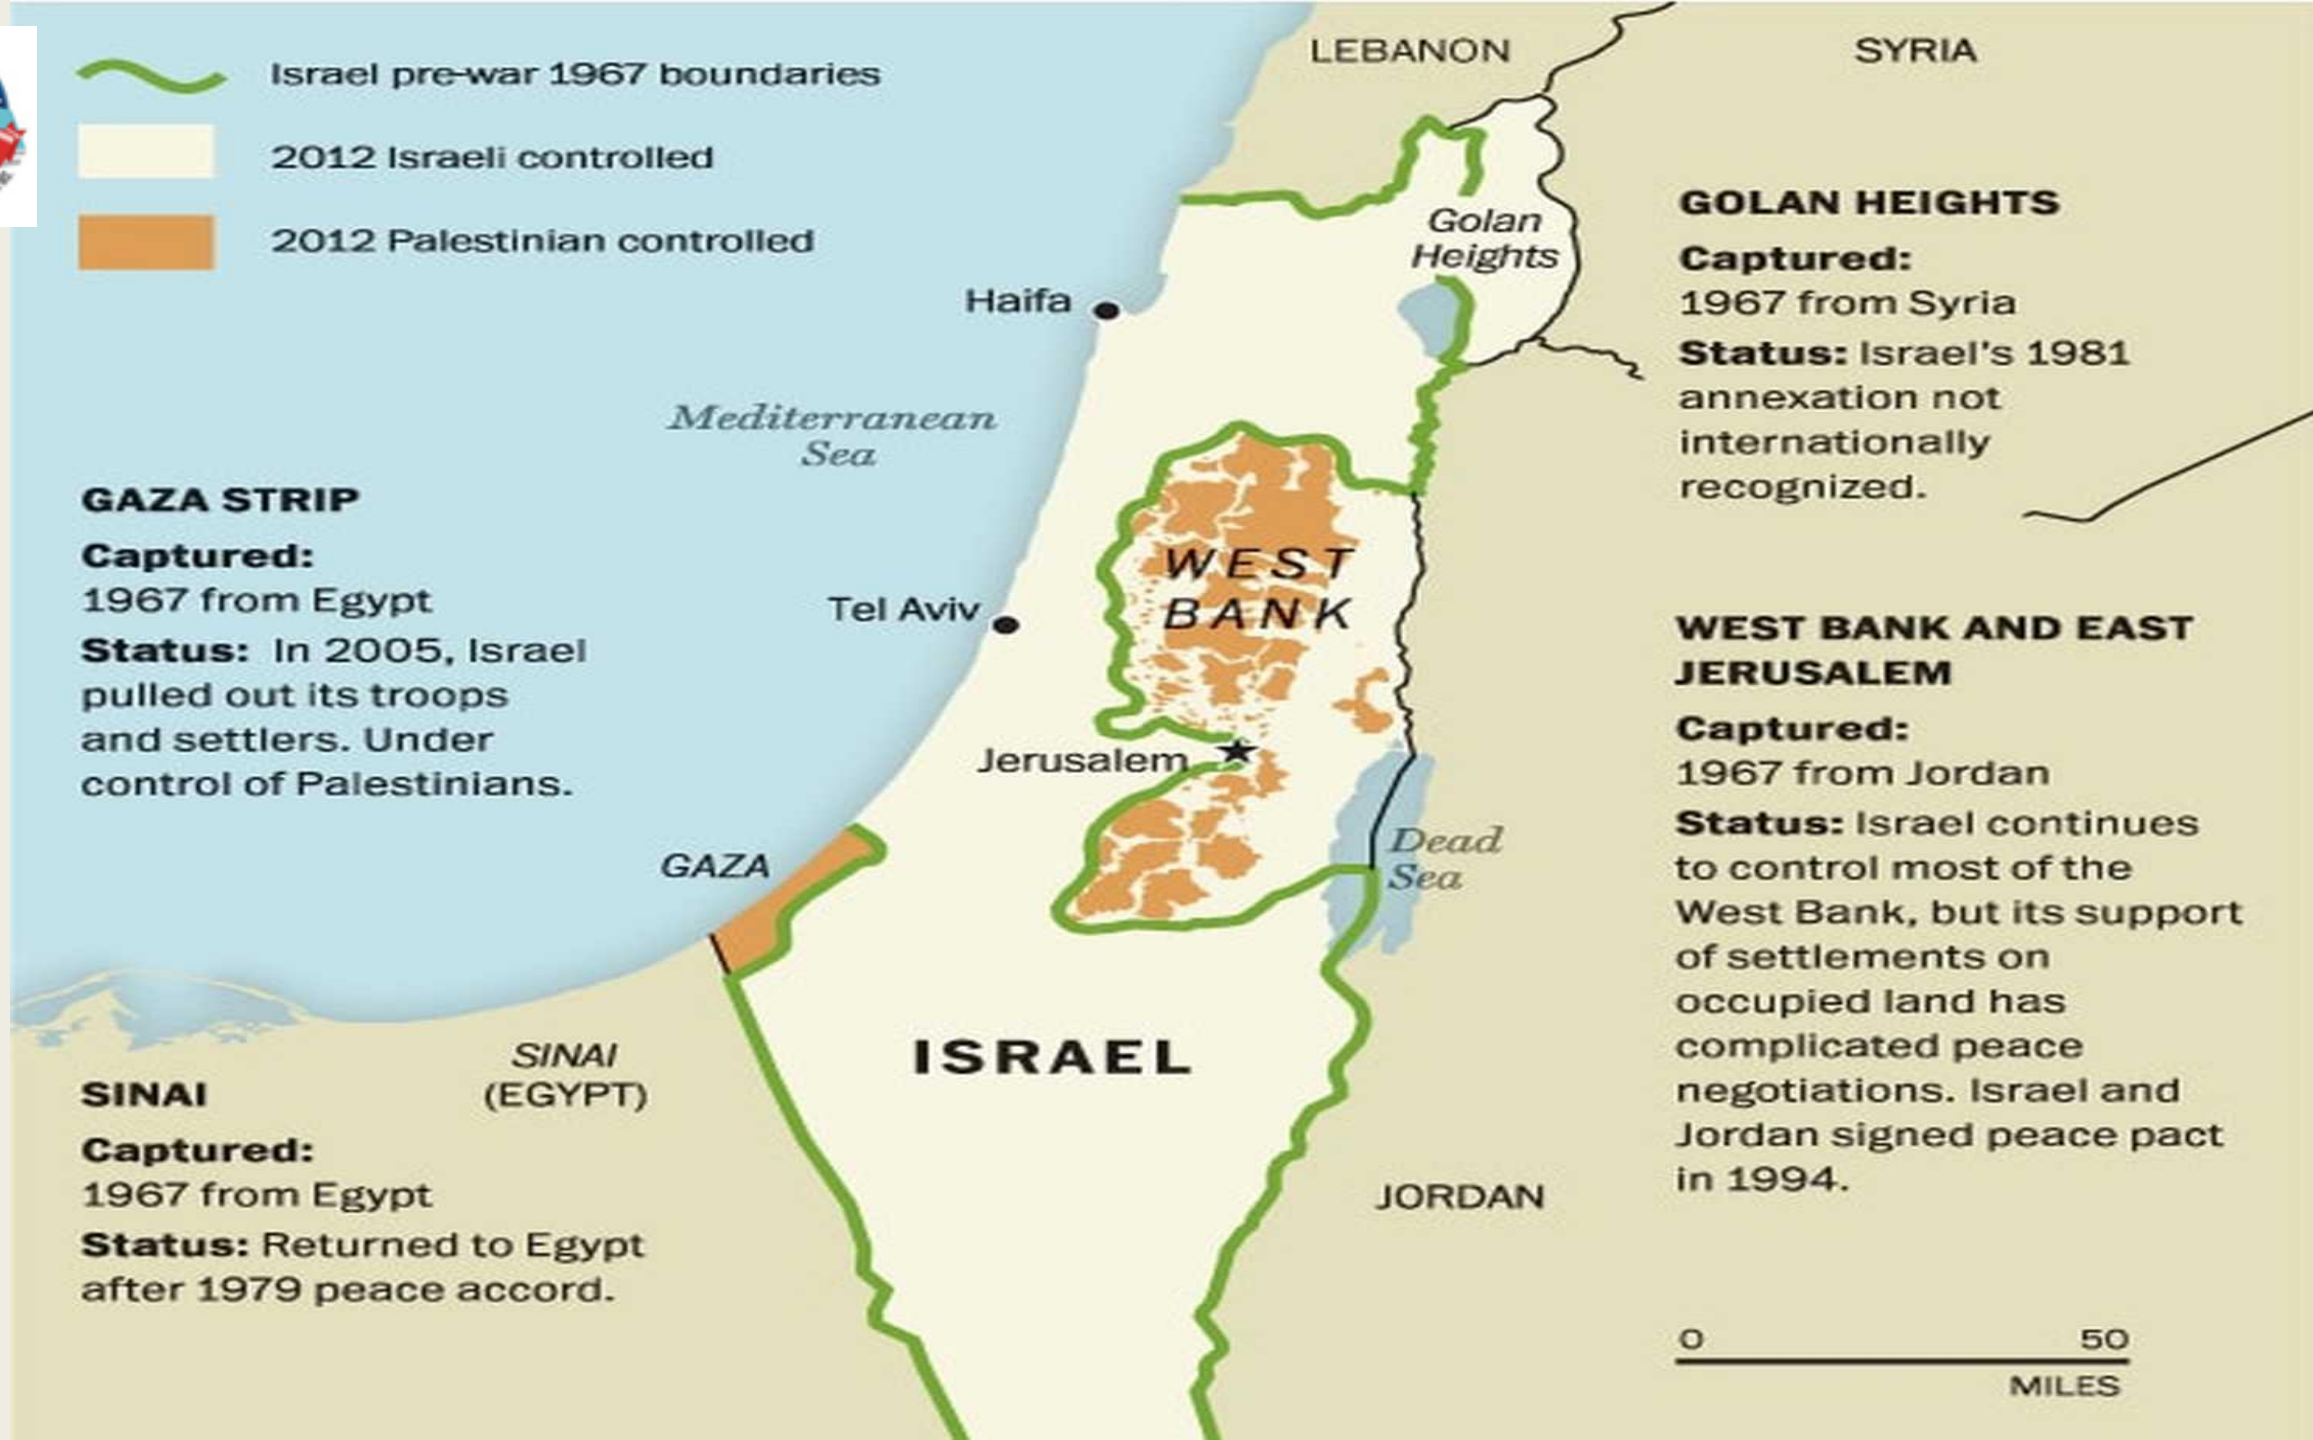 Israel pre-war 1967 boundaries
2012 Israeli controlled
2012 Palestinian controlled
LEBANON
SYRIA
Golan
Heights
Haifa
Mediterranean
Sea
Tel Aviv
WEST
BANK
Jerusalem
Dead
Sea
GAZA
ISRAEL
SINAI
(EGYPT)
JORDAN
GAZA STRIP
Captured:
1967 from Egypt
Status: In 2005, Israel
pulled out its troops
and settlers. Under
control of Palestinians.
SINAI
Captured:
1967 from Egypt
Status: Returned to Egypt
after 1979 peace accord.
GOLAN HEIGHTS
Captured:
1967 from Syria
Status: Israel's 1981
annexation not
internationally
recognized.
WEST BANK AND EAST
JERUSALEM
Captured:
1967 from Jordan
Status: Israel continues
to control most of the
West Bank, but its support
of settlements on
occupied land has
complicated peace
negotiations. Israel and
Jordan signed peace pact
in 1994.
0 50
MILES